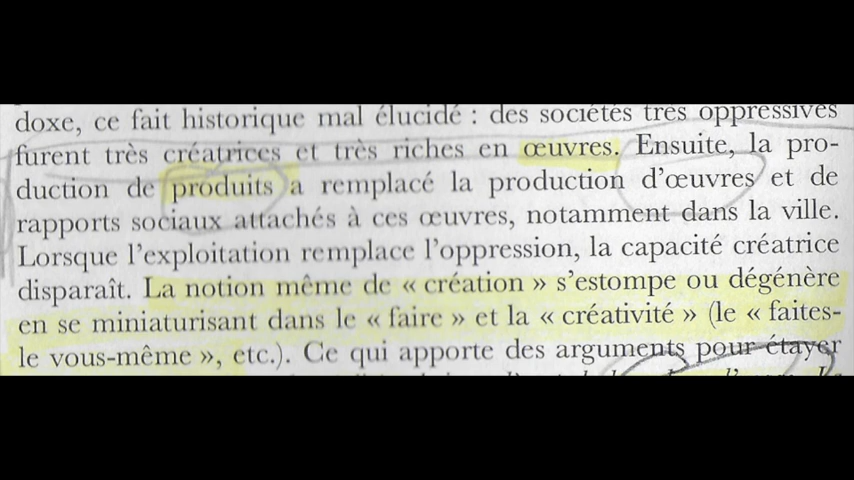 doxe, ce fait historique mal élucidé : des sociétés très oppressives
furent très créatrices et très riches en œuvres. Ensuite, la pro-
duction de produits a remplacé la production d’œuvres et de
rapports sociaux attachés à ces œuvres, notamment dans la ville.
Lorsque l’exploitation remplace l’oppression, la capacité créatrice
disparaît. La notion même de « création » s’estompe ou dégénère
en se miniaturisant dans le « faire » et la « créativité » (le « faites-
le vous-même », etc.). Ce qui apporte des arguments pour étayer